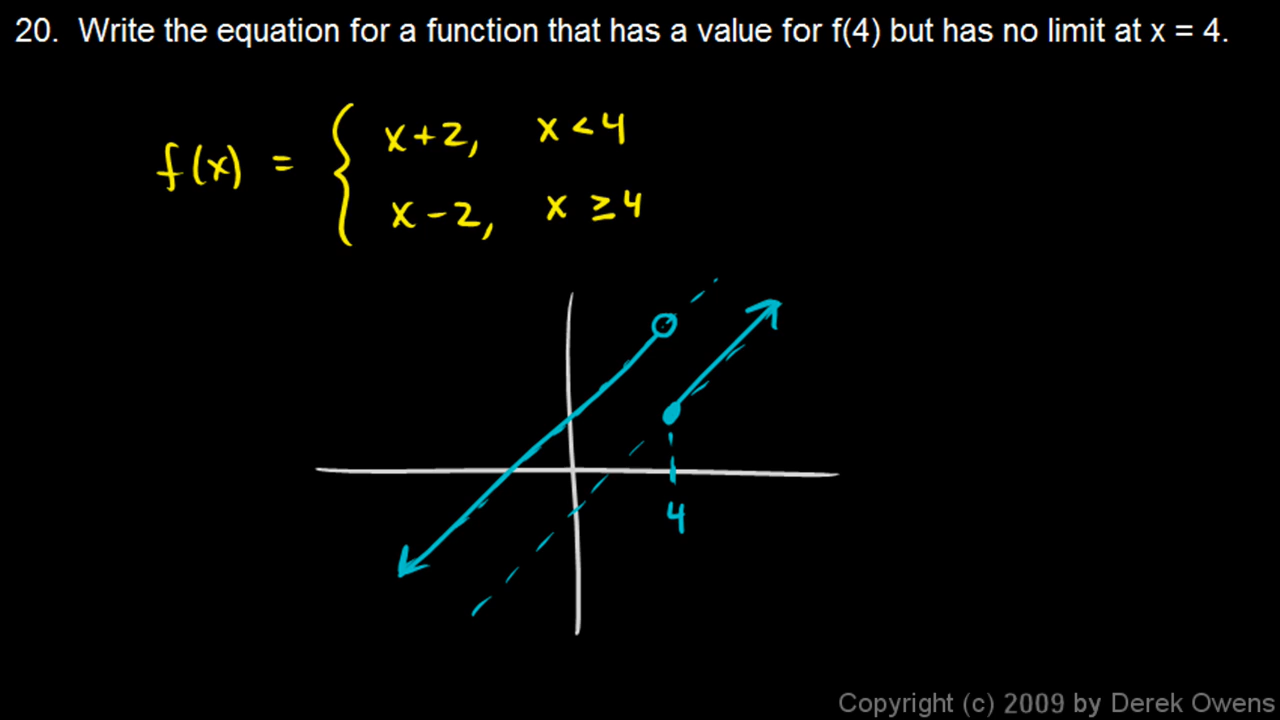 20. Write the equation for a function that has a value for f(4) but has no limit at x = 4.
f(x) = { x+2, x<4
x-2, x ≥4
4
Copyright (c) 2009 by Derek Owens